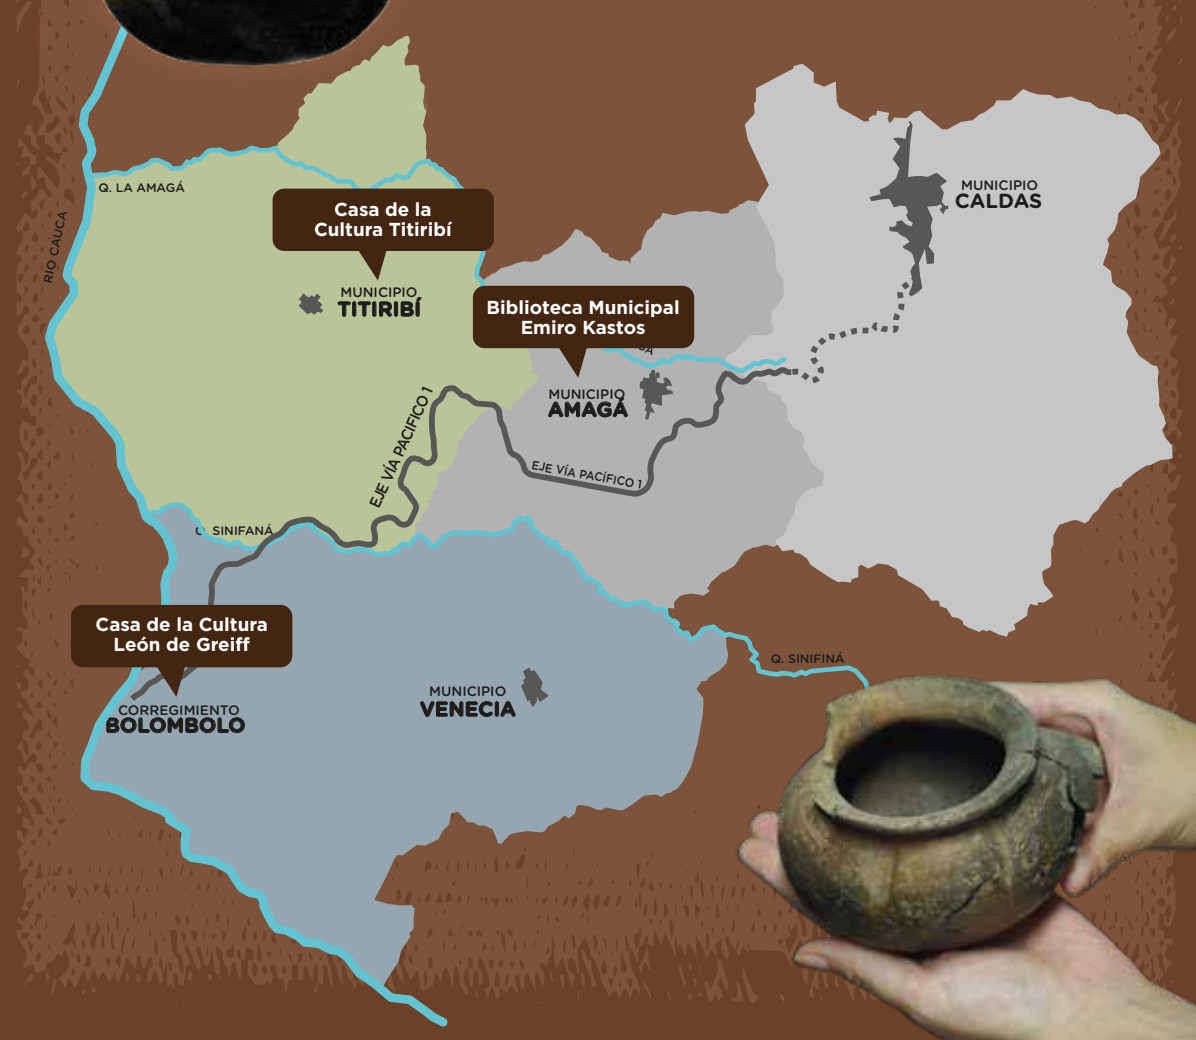 Q. LA AMAGÁ
RIO CAUCA
Casa de la
Cultura Titiribí
MUNICIPIO
TITIRIBÍ
MUNICIPIO
CALDAS
Biblioteca Municipal
Emiro Kastos
MUNICIPIO
AMAGÁ
EJE VÍA PACIFICO 1
EJE VÍA PACÍFICO 1
Q. SINIFANÁ
Casa de la Cultura
León de Greiff
CORREGIMIENTO
BOLOMBOLO
MUNICIPIO
VENECIA
Q. SINIFINÁ